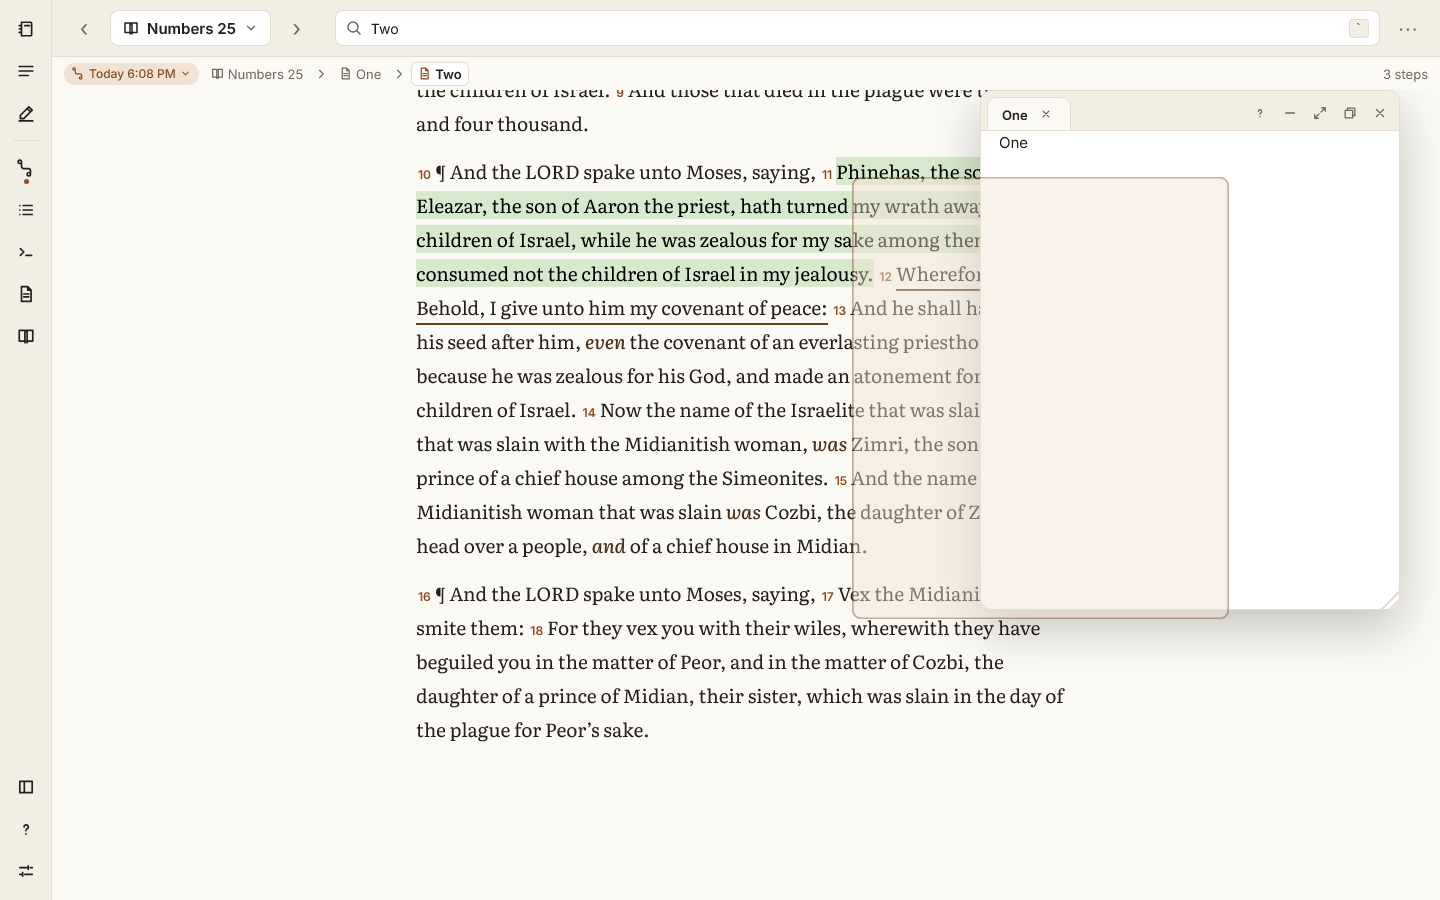 Numbers 25
Two
`
Today 6:08 PM
Numbers 25
One
Two
3 steps
the children of Israel. 9 And those that died in the plague were
and four thousand.
10 ¶ And the LORD spake unto Moses, saying, 11 Phinehas, the
Eleazar, the son of Aaron the priest, hath turned my wrath
children of Israel, while he was zealous for my sake among
consumed not the children of Israel in my jealousy. 12
Behold, I give unto him my covenant of peace: 13 And he shall
his seed after him, even the covenant of an everlasting
because he was zealous for his God, and made an atonement for
children of Israel. 14 Now the name of the Israelite that was
that was slain with the Midianitish woman, was Zimri, the son
prince of a chief house among the Simeonites. 15 And the name
Midianitish woman that was slain was Cozbi, the daughter of
head over a people, and of a chief house in Midian.
16 ¶ And the LORD spake unto Moses, saying, 17 Vex the
smite them: 18 For they vex you with their wiles, wherewith they have
beguiled you in the matter of Peor, and in the matter of Cozbi, the
daughter of a prince of Midian, their sister, which was slain in the day of
the plague for Peor’s sake.
One
?
One
?